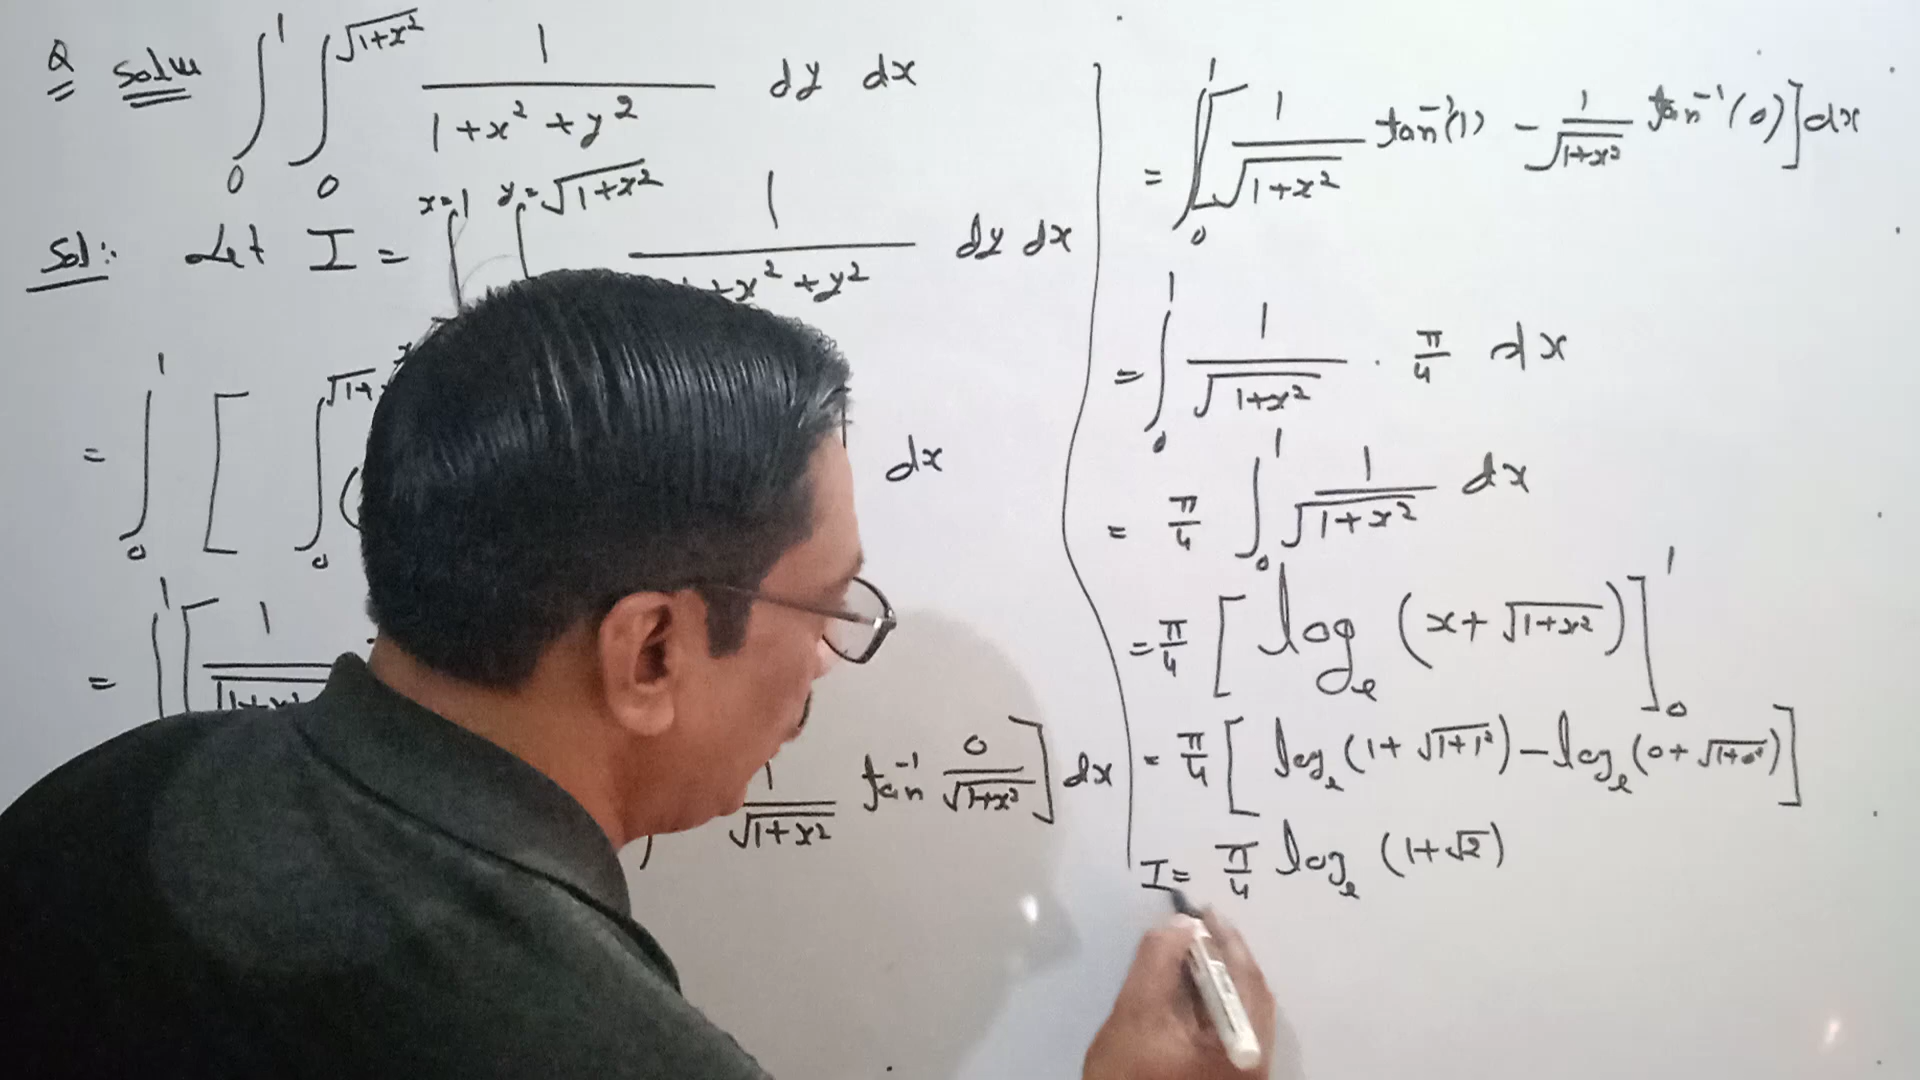 Q Solve ∫₀¹ ∫₀^√(1+x²) 1/(1+x²+y²) dy dx
Sol: Let I = ∫^(x=1) ∫^(y=√(1+x²)) 1/( +x²+y²) dy dx
= ∫₀¹ [ ∫₀ dx
= ∫¹ [ 1/√(1+x²)
1/√(1+x²) tan⁻¹ 0/√(1+x²) ] dx
= ∫₀¹ [ 1/√(1+x²) tan⁻¹(1) - 1/√(1+x²) tan⁻¹(0) ] dx
= ∫₀¹ 1/√(1+x²) · π/4 dx
= π/4 ∫₀¹ 1/√(1+x²) dx
= π/4 [ logₑ (x+√(1+x²)) ]₀¹
= π/4 [ logₑ (1+√(1+1²)) - logₑ (0+√(1+0²)) ]
I = π/4 logₑ (1+√2)